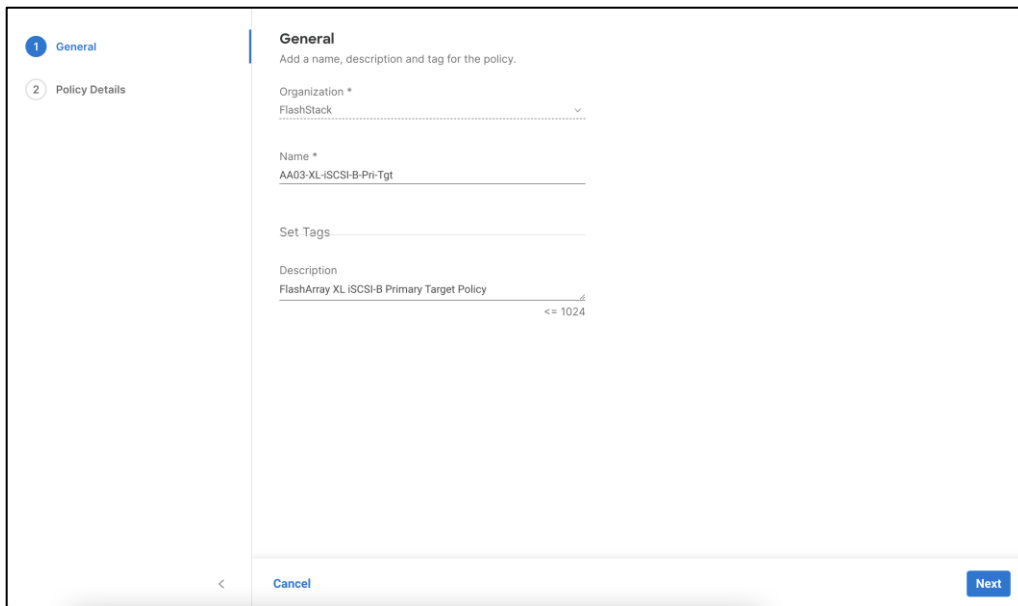 1 General
2 Policy Details
General
Add a name, description and tag for the policy.
Organization *
FlashStack
Name *
AA03-XL-iSCSI-B-Pri-Tgt
Set Tags
Description
FlashArray XL iSCSI-B Primary Target Policy
<= 1024
< Cancel Next